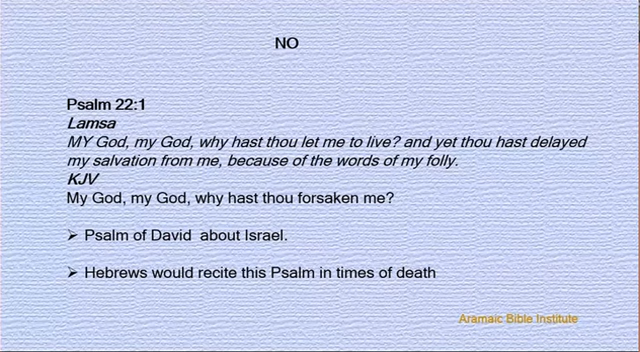 NO
Psalm 22:1
Lamsa
MY God, my God, why hast thou let me to live? and yet thou hast delayed
my salvation from me, because of the words of my folly.
KJV
My God, my God, why hast thou forsaken me?
➢ Psalm of David about Israel.
➢ Hebrews would recite this Psalm in times of death
Aramaic Bible Institute